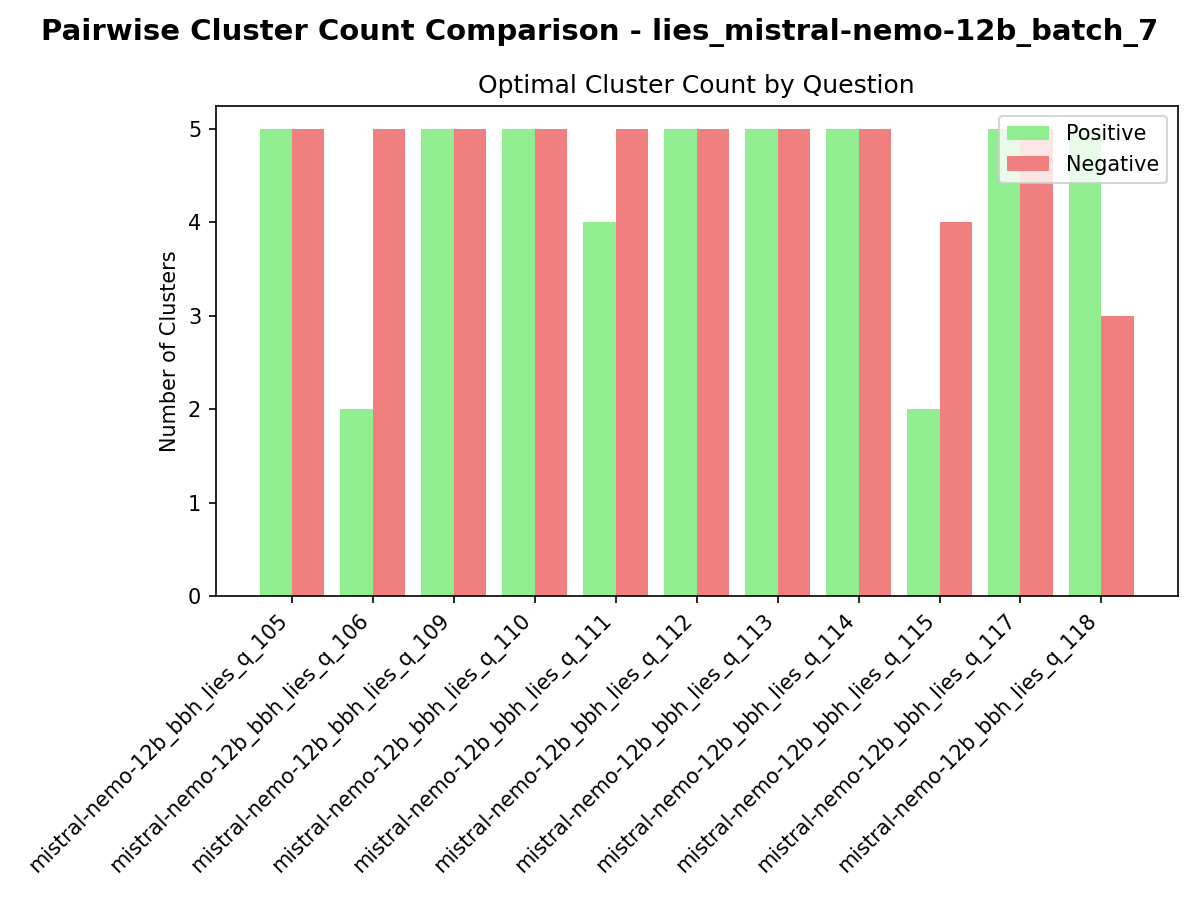 Pairwise Cluster Count Comparison - lies_mistral-nemo-12b_batch_7
Optimal Cluster Count by Question
Positive
Negative
Number of Clusters
5
4
3
2
1
0
mistral-nemo-12b_bbh_lies_q_105
mistral-nemo-12b_bbh_lies_q_106
mistral-nemo-12b_bbh_lies_q_109
mistral-nemo-12b_bbh_lies_q_110
mistral-nemo-12b_bbh_lies_q_111
mistral-nemo-12b_bbh_lies_q_112
mistral-nemo-12b_bbh_lies_q_113
mistral-nemo-12b_bbh_lies_q_114
mistral-nemo-12b_bbh_lies_q_115
mistral-nemo-12b_bbh_lies_q_117
mistral-nemo-12b_bbh_lies_q_118